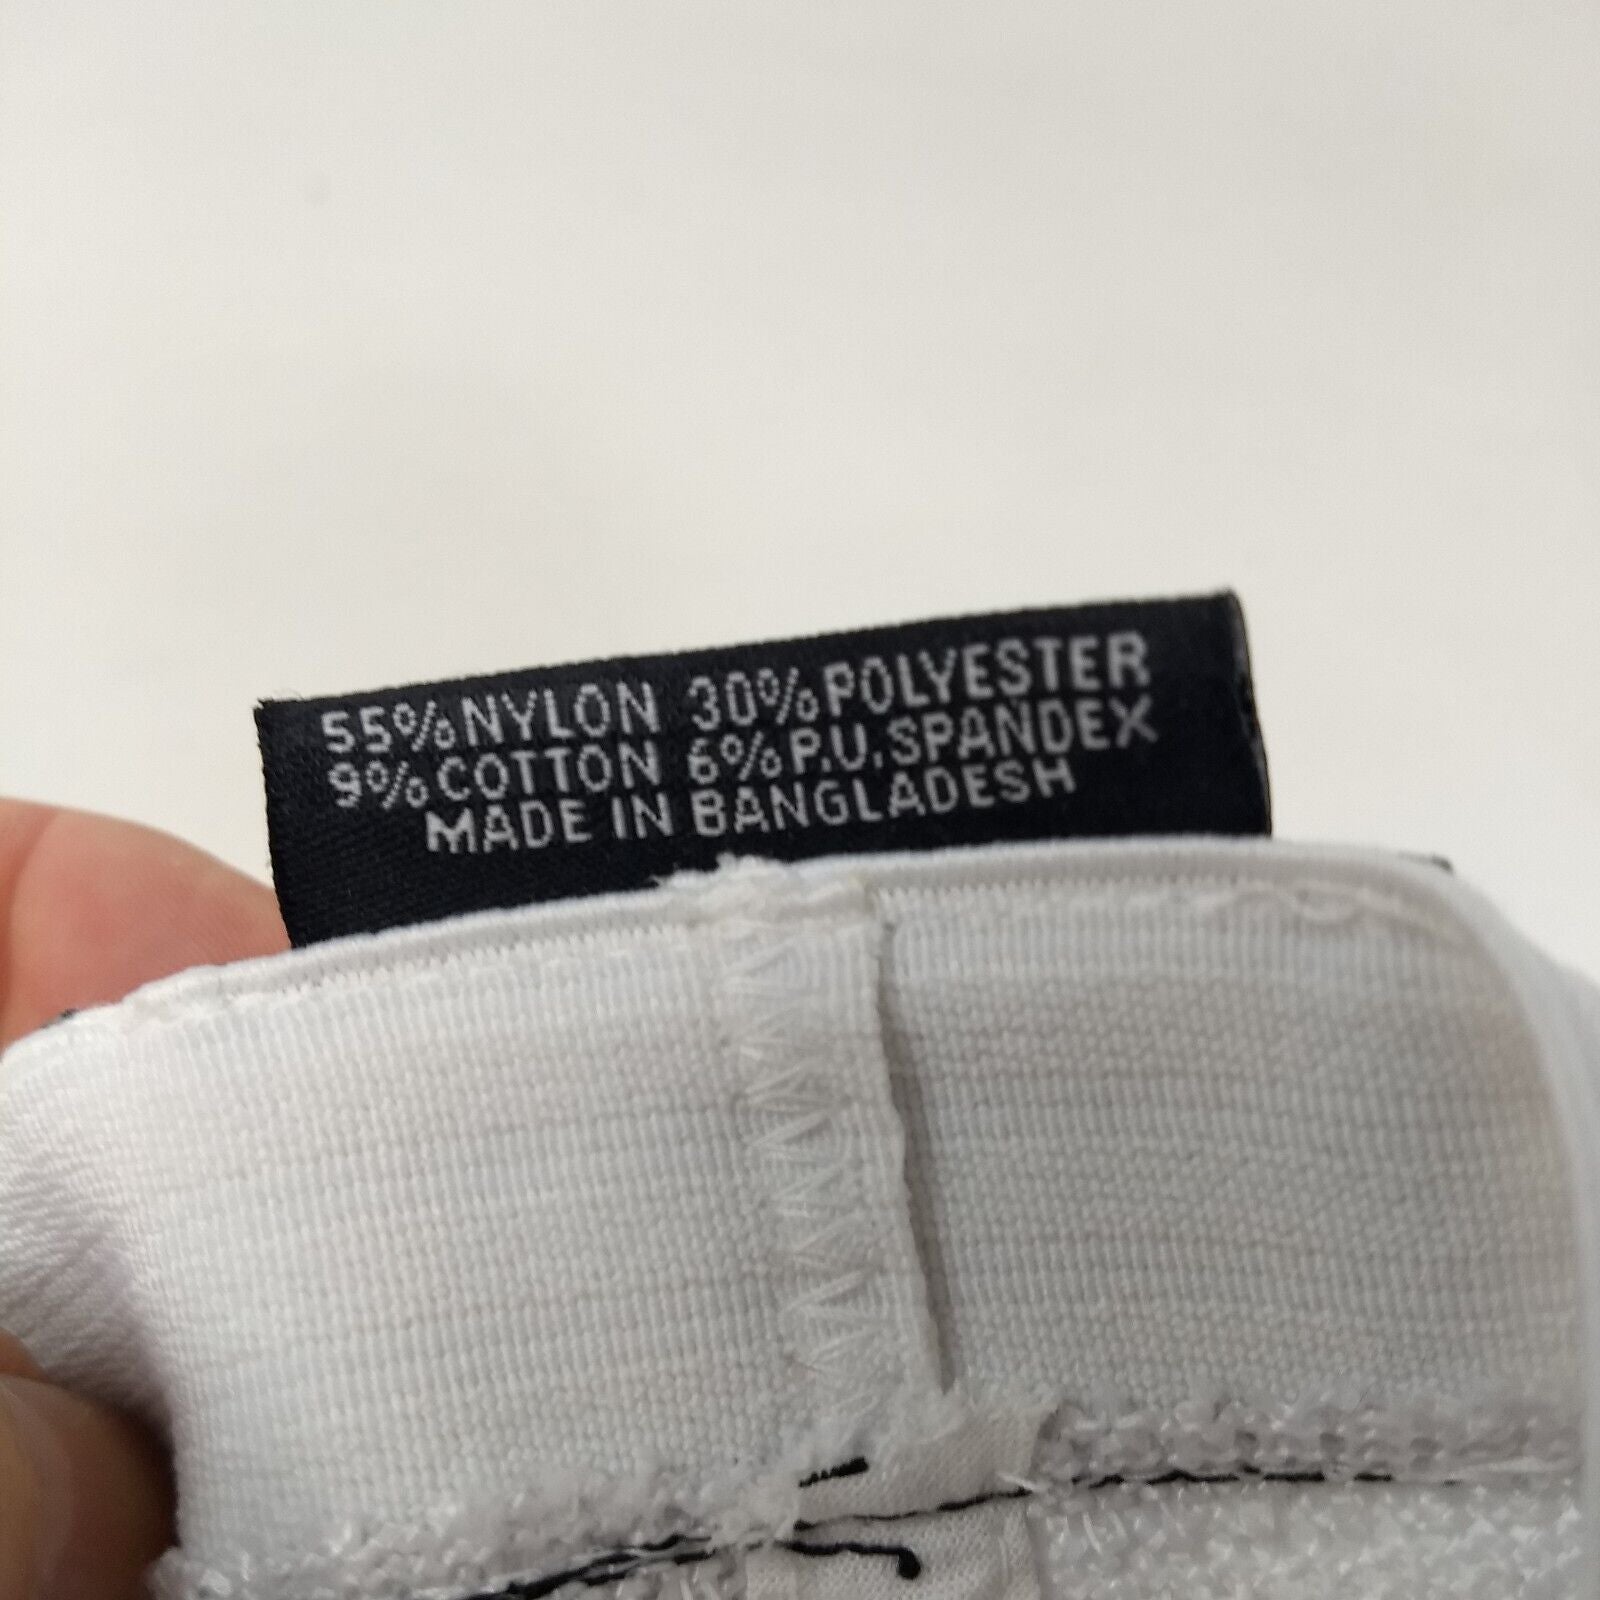 55% NYLON 30% POLYESTER
9% COTTON 6% P.U. SPANDEX
MADE IN BANGLADESH